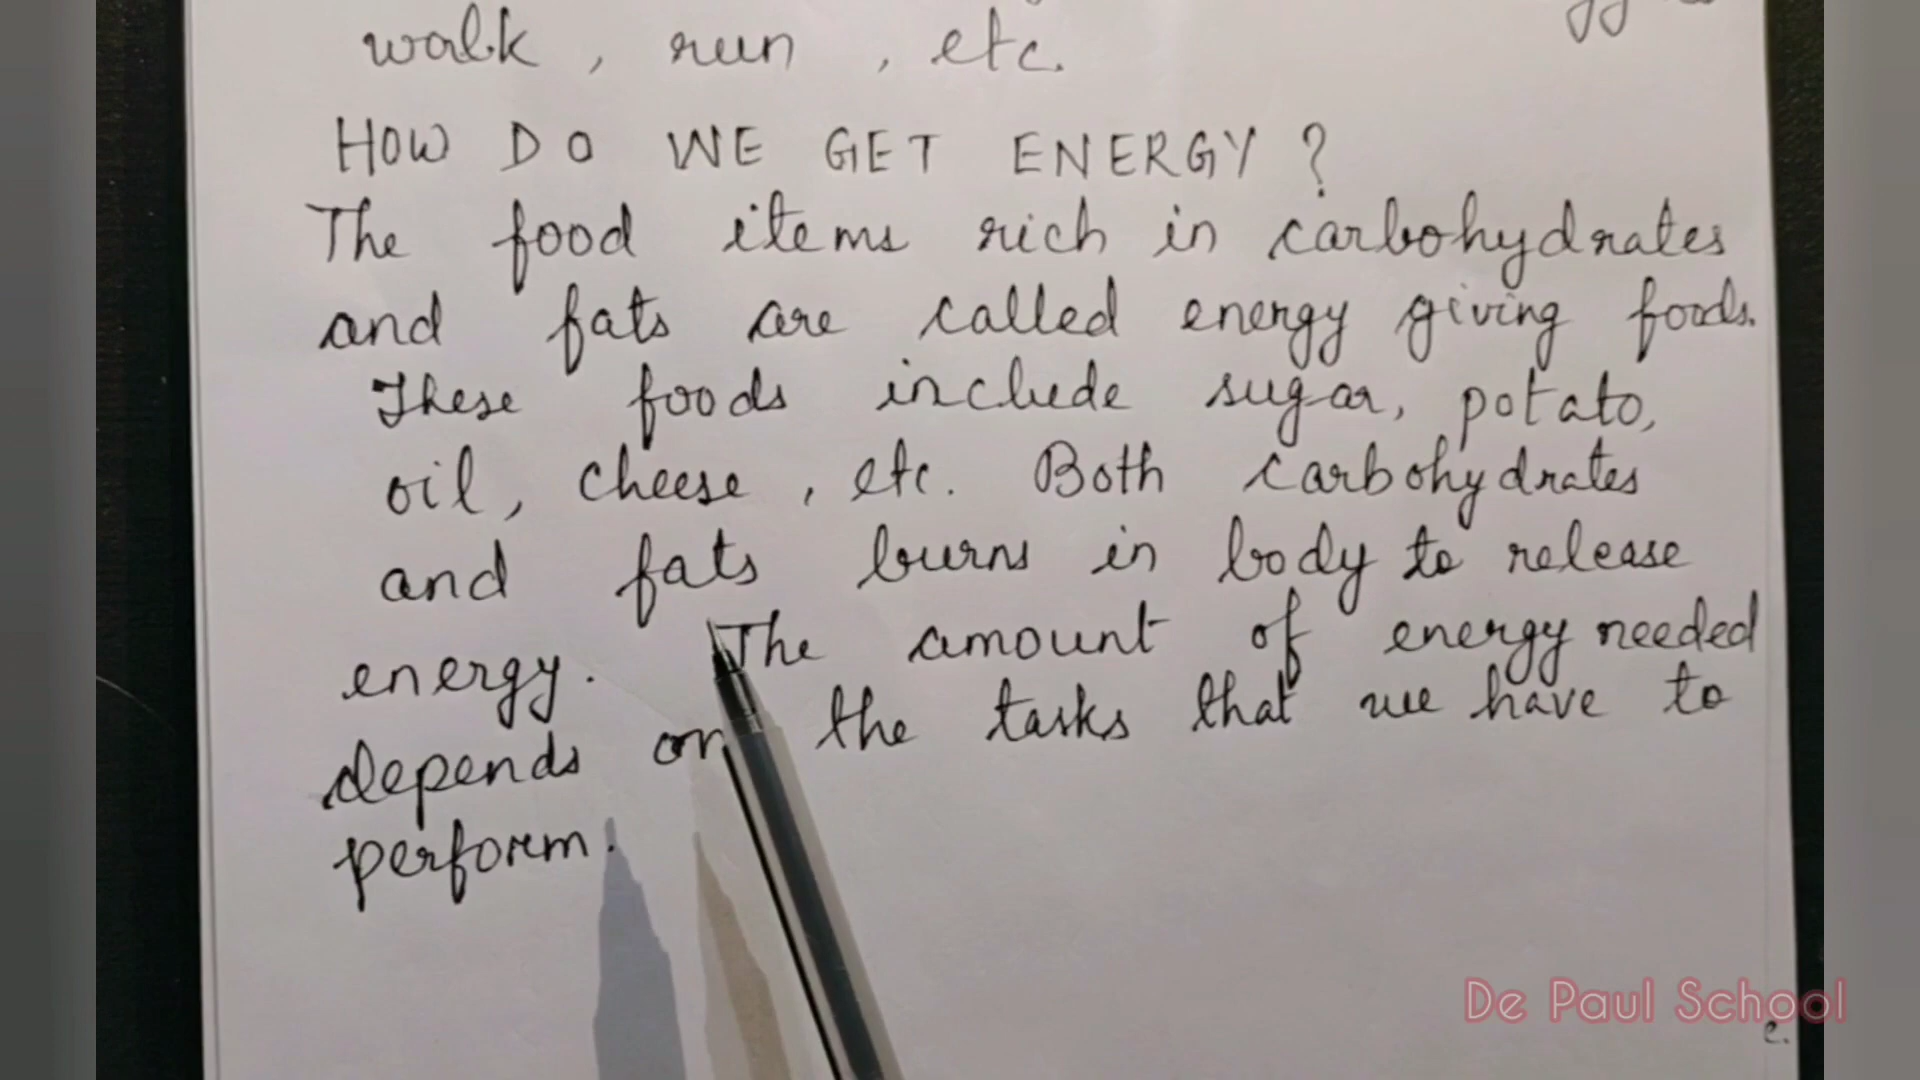 walk, run, etc.
HOW DO WE GET ENERGY?
The food items rich in carbohydrates
and fats are called energy giving foods.
These foods include sugar, potato,
oil, cheese, etc. Both carbohydrates
and fats burns in body to release
energy. The amount of energy needed
depends on the tasks that we have to
perform.
De Paul School
e.